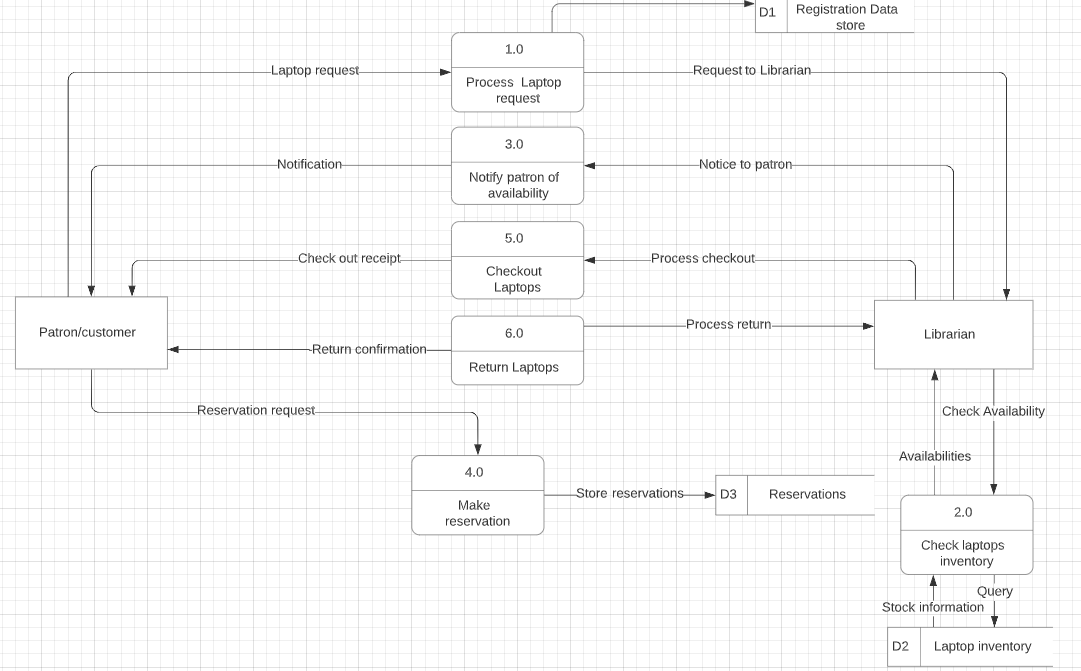 D1
Registration Data
store
1.0
Process Laptop
request
Laptop request
Request to Librarian
3.0
Notify patron of
availability
Notification
Notice to patron
5.0
Checkout
Laptops
Check out receipt
Process checkout
6.0
Return Laptops
Process return
Return confirmation
Patron/customer
Librarian
Reservation request
Check Availability
Availabilities
4.0
Make
reservation
Store reservations
D3
Reservations
2.0
Check laptops
inventory
Query
Stock information
D2
Laptop inventory